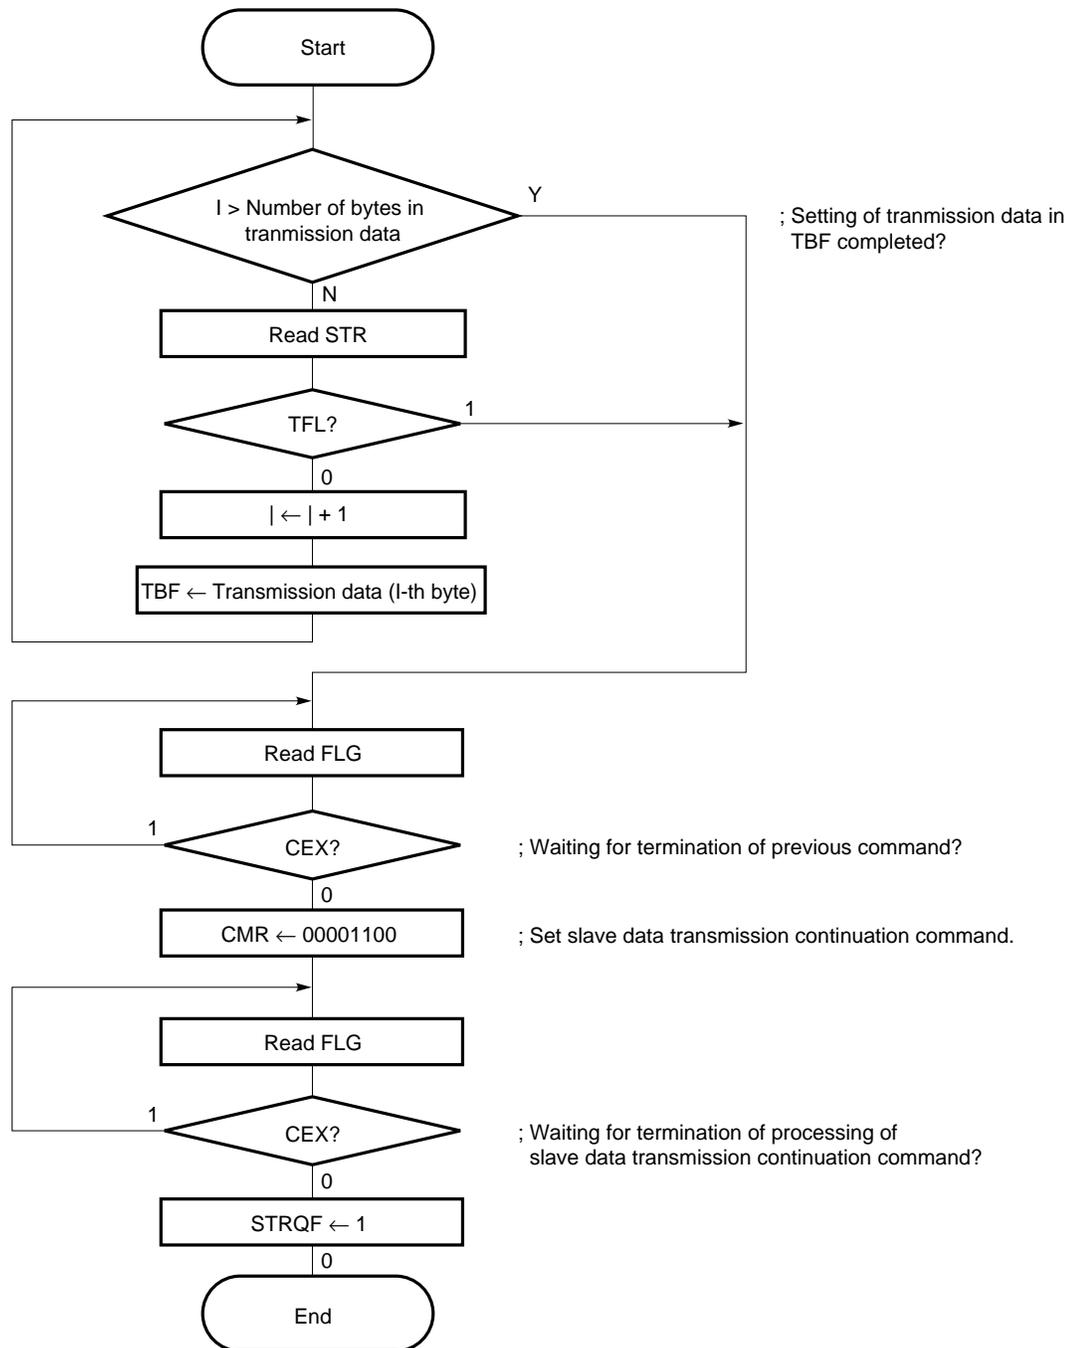 Start
I > Number of bytes in
tranmission data
Y
; Setting of tranmission data in
TBF completed?
N
Read STR
TFL?
1
0
| ← | + 1
TBF ← Transmission data (I-th byte)
Read FLG
1
CEX?
; Waiting for termination of previous command?
0
CMR ← 00001100
; Set slave data transmission continuation command.
Read FLG
1
CEX?
; Waiting for termination of processing of
slave data transmission continuation command?
0
STRQF ← 1
0
End